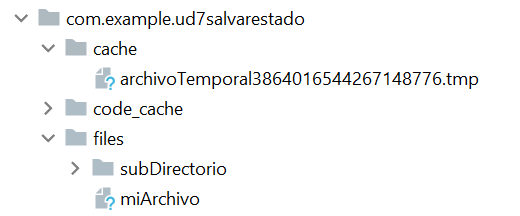 com.example.ud7salvarestado
cache
archivoTemporal3864016544267148776.tmp
code_cache
files
subDirectorio
miArchivo